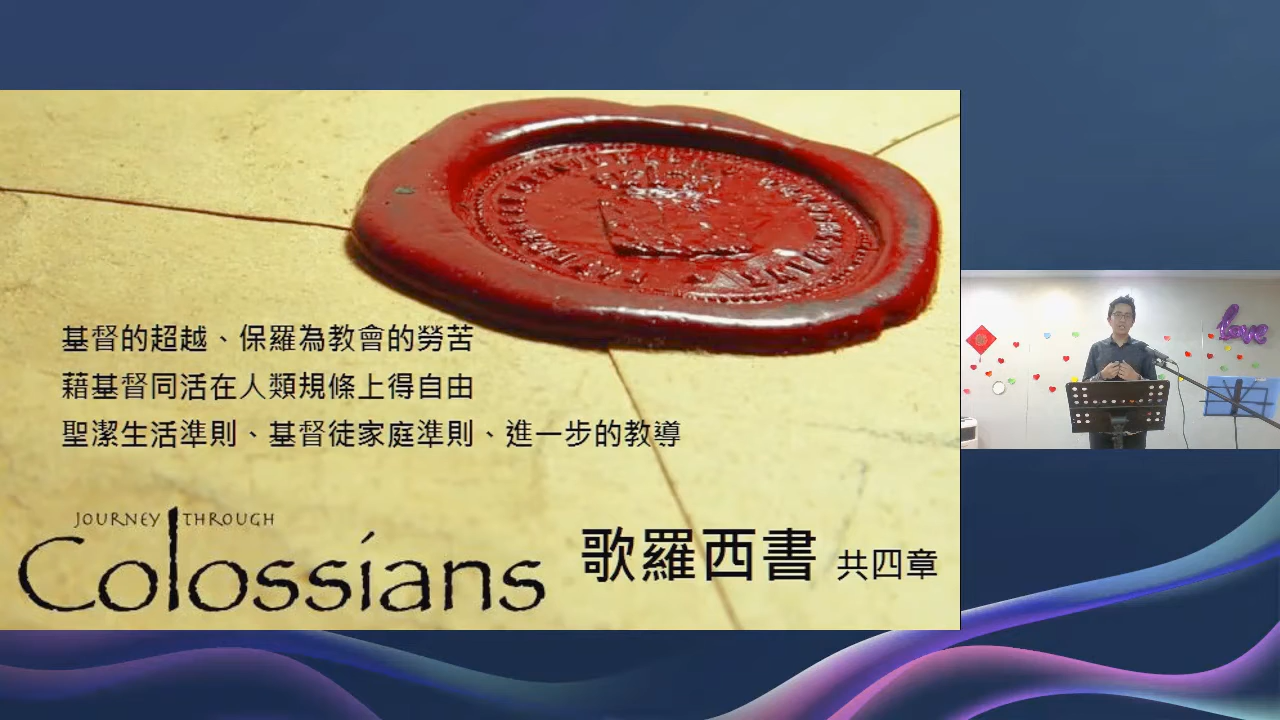 基督的超越、保羅為教會的勞苦
藉基督同活在人類規條上得自由
聖潔生活準則、基督徒家庭準則、進一步的教導
JOURNEY THROUGH
Colossians
歌羅西書 共四章
love